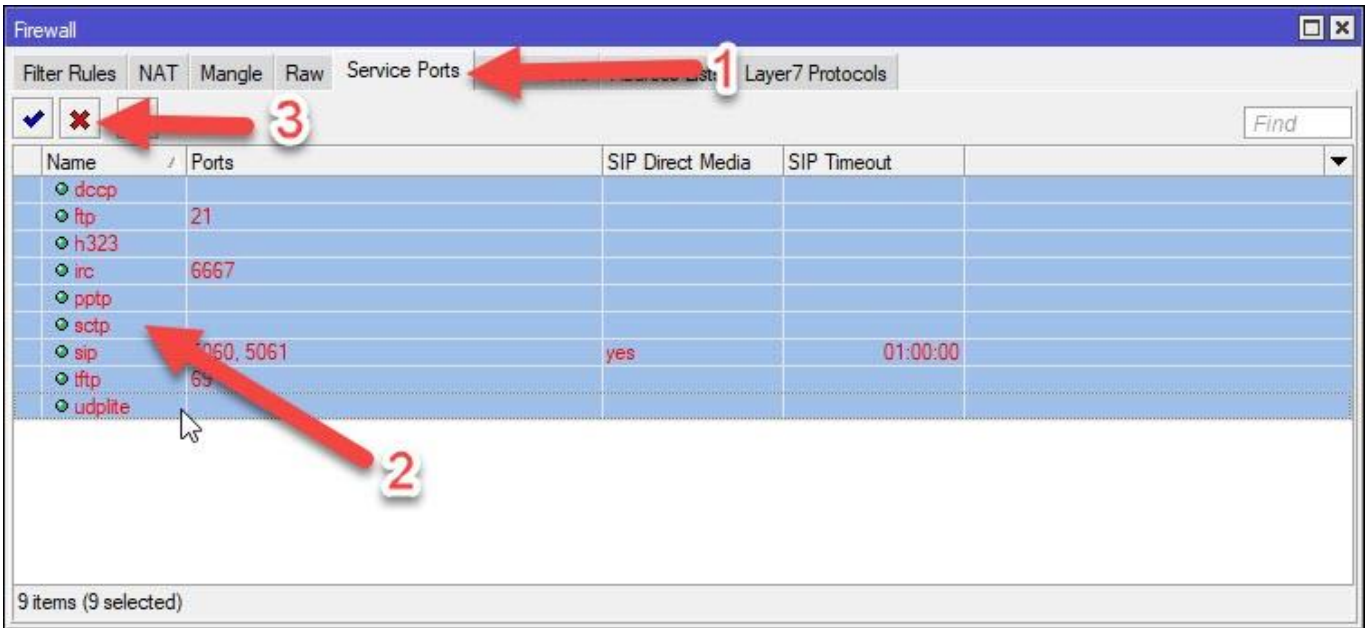 Firewall
Filter Rules NAT Mangle Raw Service Ports 1 Layer7 Protocols
3 Find
Name Ports SIP Direct Media SIP Timeout
dccp
ftp 21
h323
irc 6667
pptp
sctp
sip 5060, 5061 yes 01:00:00
tftp 69
udplite
2
9 items (9 selected)